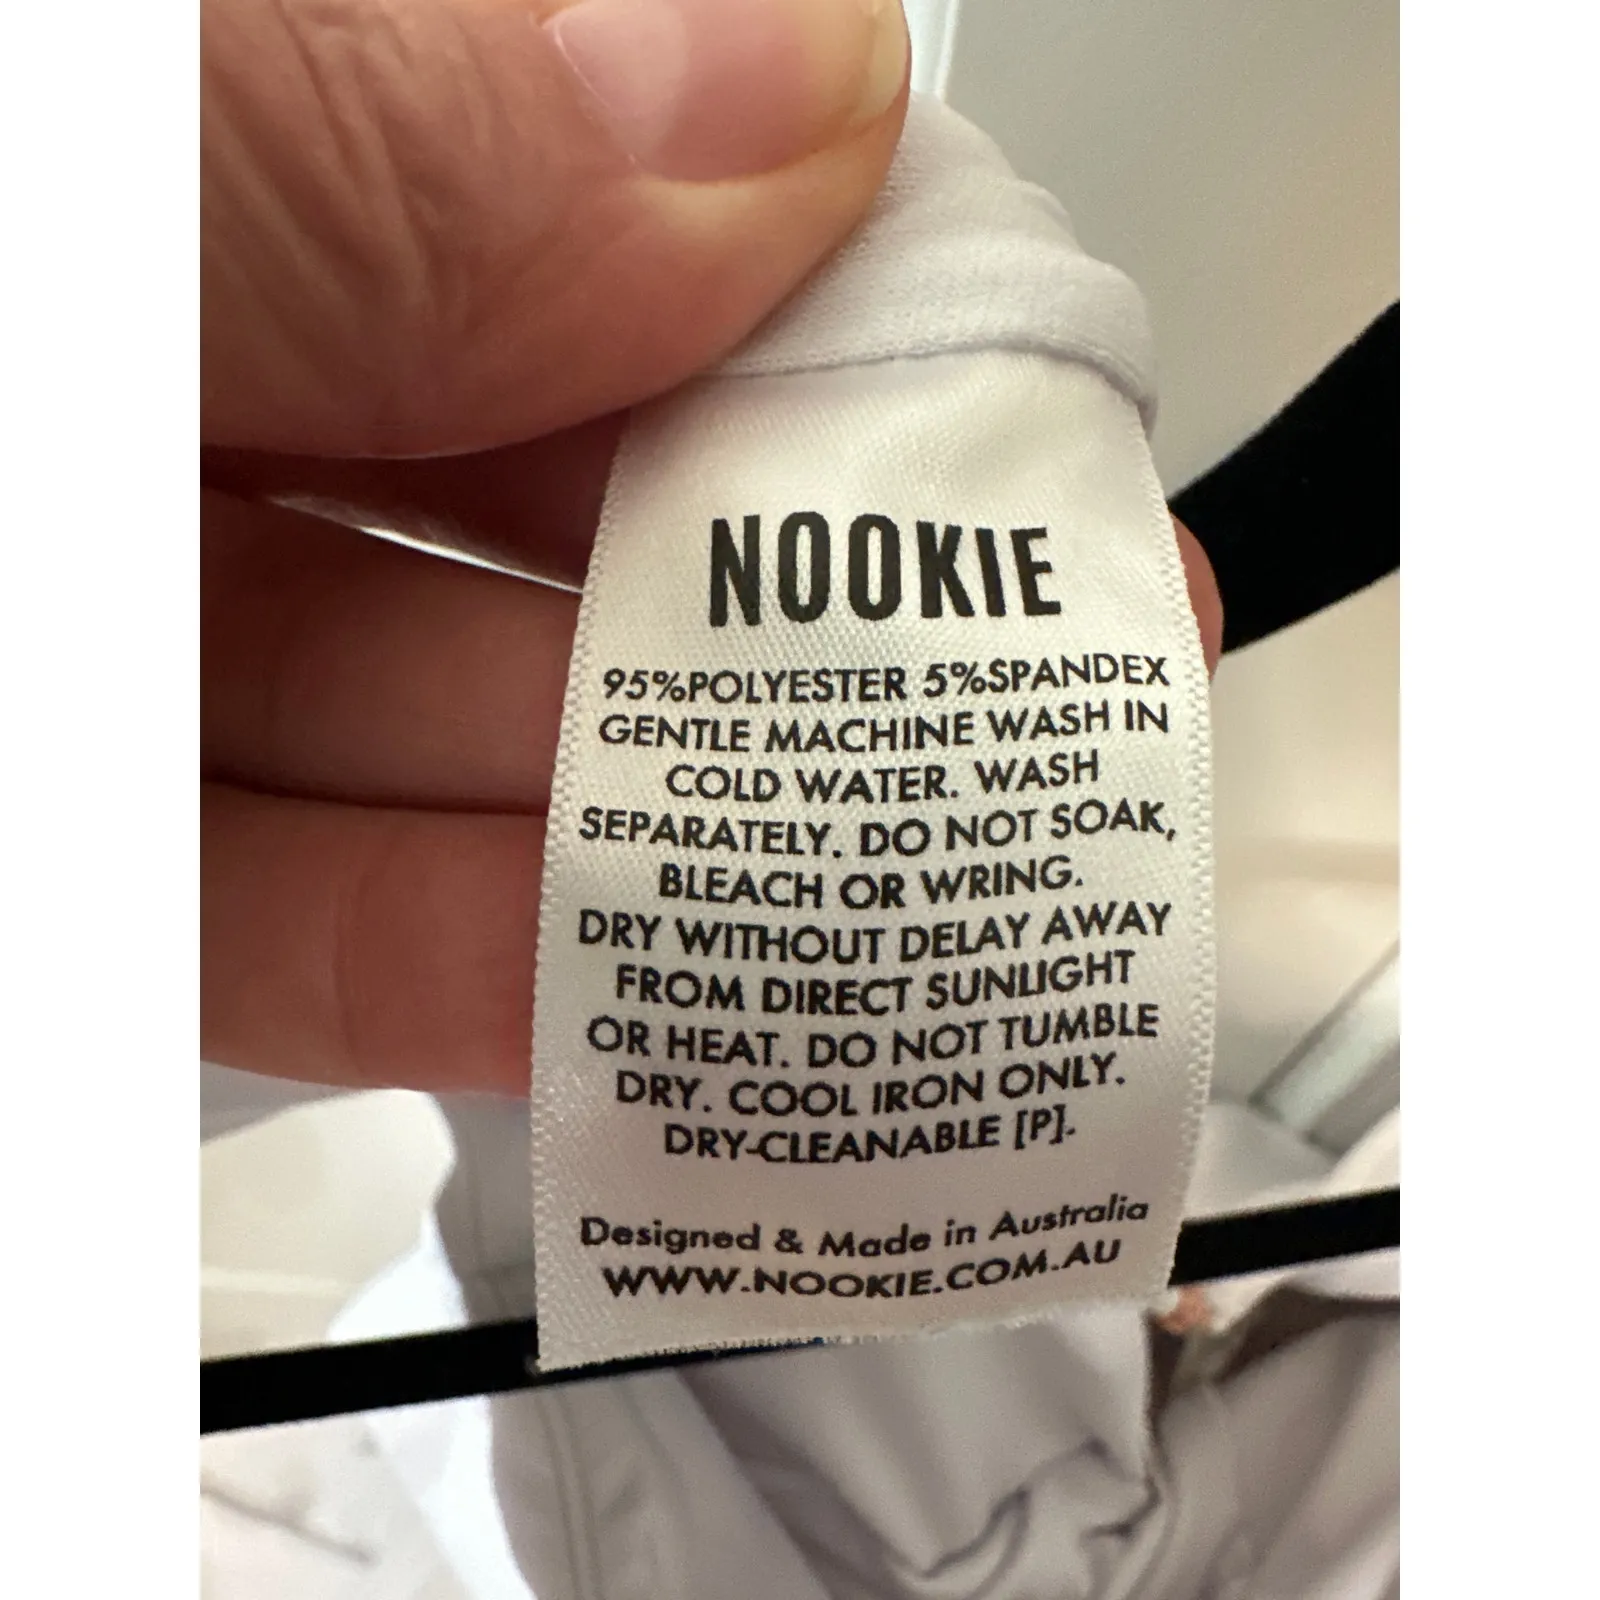 NOOKIE
95%POLYESTER 5%SPANDEX
GENTLE MACHINE WASH IN
COLD WATER. WASH
SEPARATELY. DO NOT SOAK,
BLEACH OR WRING.
DRY WITHOUT DELAY AWAY
FROM DIRECT SUNLIGHT
OR HEAT. DO NOT TUMBLE
DRY. COOL IRON ONLY.
DRY-CLEANABLE [P].
Designed & Made in Australia
WWW.NOOKIE.COM.AU